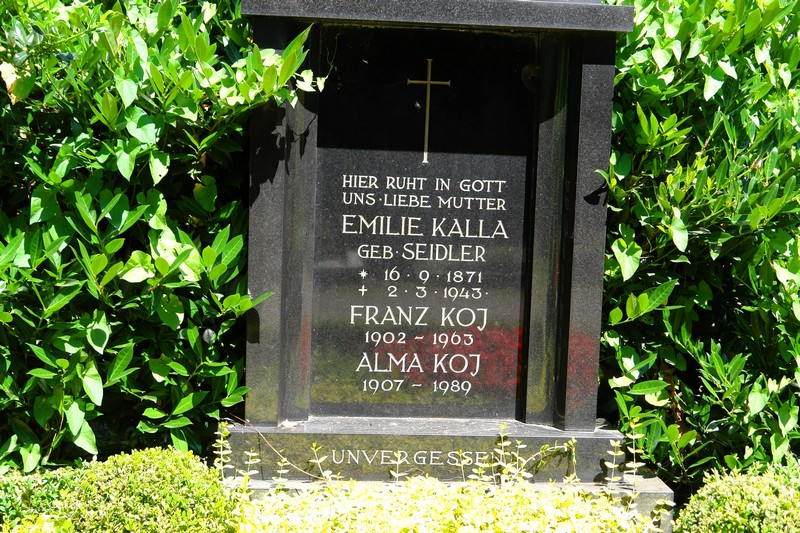 HIER RUHT IN GOTT
UNS·LIEBE MUTTER
EMILIE KALLA
GEB·SEIDLER
* 16·9·1871
† 2·3·1943·
FRANZ KOJ
1902 - 1963
ALMA KOJ
1907 - 1989
UNVERGESSEN